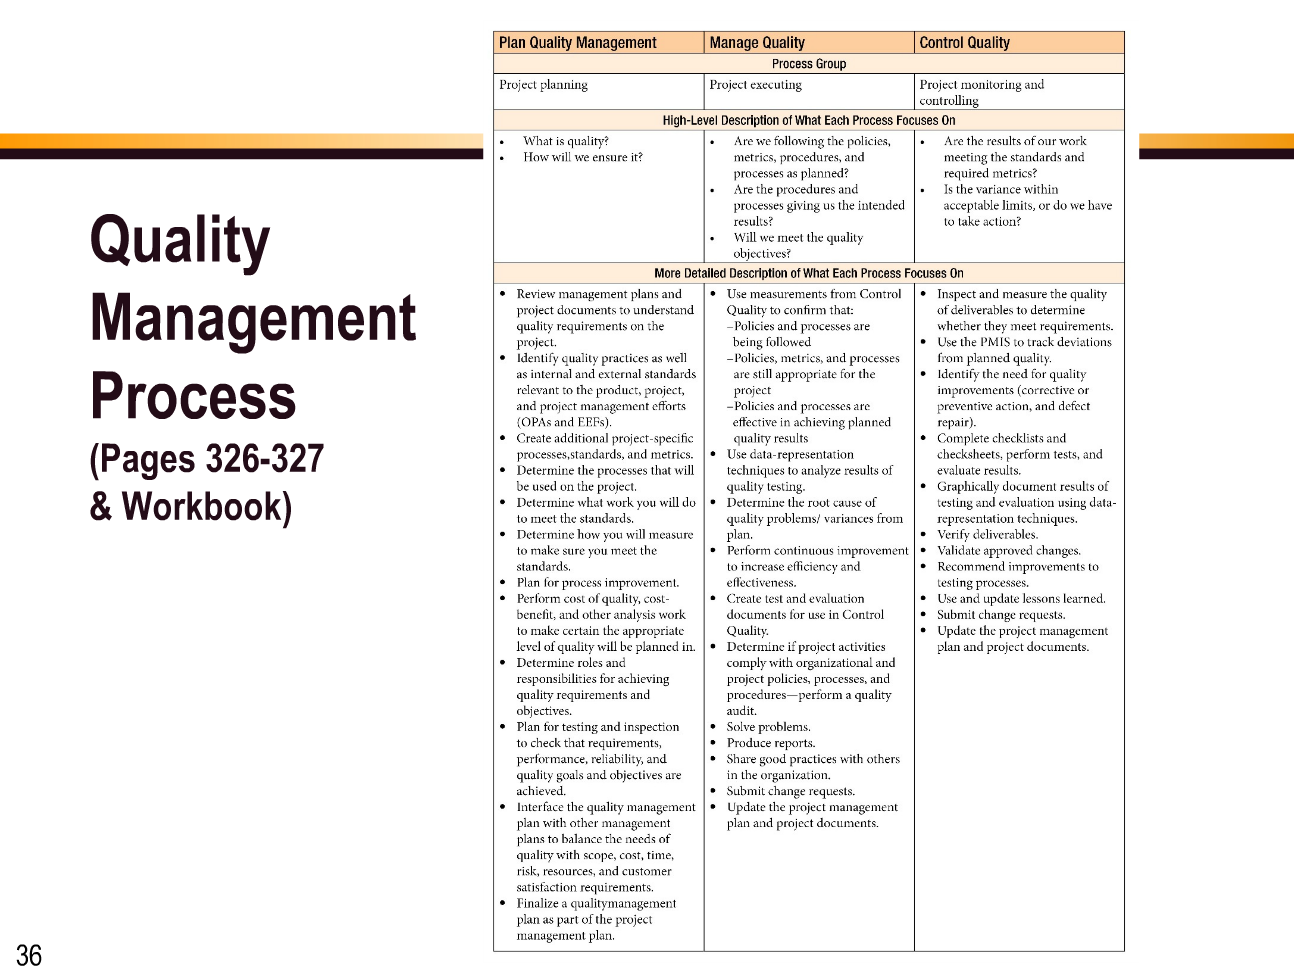 Quality
Management
Process
(Pages 326-327
& Workbook)
Plan Quality Management
Manage Quality
Control Quality
Process Group
Project planning
Project executing
Project monitoring and
controlling
High-Level Description of What Each Process Focuses On
• What is quality?
• How will we ensure it?
• Are we following the policies,
metrics, procedures, and
processes as planned?
• Are the procedures and
processes giving us the intended
results?
• Will we meet the quality
objectives?
• Are the results of our work
meeting the standards and
required metrics?
• Is the variance within
acceptable limits, or do we have
to take action?
More Detailed Description of What Each Process Focuses On
• Review management plans and
project documents to understand
quality requirements on the
project.
• Identify quality practices as well
as internal and external standards
relevant to the product, project,
and project management efforts
(OPAs and EEFs).
• Create additional project-specific
processes,standards, and metrics.
• Determine the processes that will
be used on the project.
• Determine what work you will do
to meet the standards.
• Determine how you will measure
to make sure you meet the
standards.
• Plan for process improvement.
• Perform cost of quality, cost-
benefit, and other analysis work
to make certain the appropriate
level of quality will be planned in.
• Determine roles and
responsibilities for achieving
quality requirements and
objectives.
• Plan for testing and inspection
to check that requirements,
performance, reliability, and
quality goals and objectives are
achieved.
• Interface the quality management
plan with other management
plans to balance the needs of
quality with scope, cost, time,
risk, resources, and customer
satisfaction requirements.
• Finalize a qualitymanagement
plan as part of the project
management plan.
• Use measurements from Control
Quality to confirm that:
–Policies and processes are
being followed
–Policies, metrics, and processes
are still appropriate for the
project
–Policies and processes are
effective in achieving planned
quality results
• Use data-representation
techniques to analyze results of
quality testing.
• Determine the root cause of
quality problems/ variances from
plan.
• Perform continuous improvement
to increase efficiency and
effectiveness.
• Create test and evaluation
documents for use in Control
Quality.
• Determine if project activities
comply with organizational and
project policies, processes, and
procedures—perform a quality
audit.
• Solve problems.
• Produce reports.
• Share good practices with others
in the organization.
• Submit change requests.
• Update the project management
plan and project documents.
• Inspect and measure the quality
of deliverables to determine
whether they meet requirements.
• Use the PMIS to track deviations
from planned quality.
• Identify the need for quality
improvements (corrective or
preventive action, and defect
repair).
• Complete checklists and
checksheets, perform tests, and
evaluate results.
• Graphically document results of
testing and evaluation using data-
representation techniques.
• Verify deliverables.
• Validate approved changes.
• Recommend improvements to
testing processes.
• Use and update lessons learned.
• Submit change requests.
• Update the project management
plan and project documents.
36